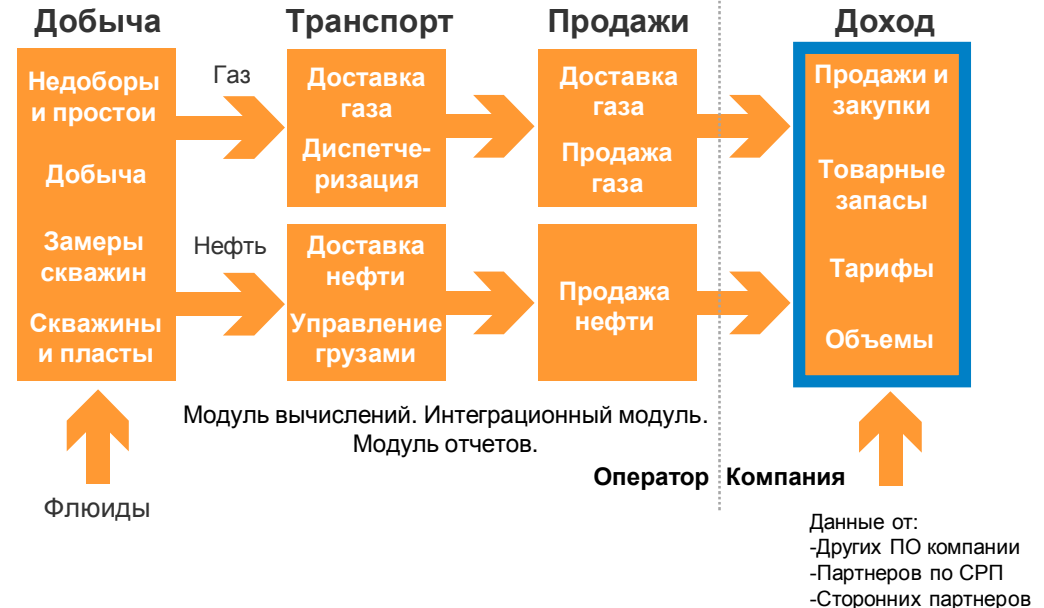 Добыча
Транспорт
Продажи
Доход
Недоборы
и простои
Добыча
Замеры
скважин
Скважины
и пласты
Газ
Нефть
Доставка
газа
Диспетче-
ризация
Доставка
нефти
Управление
грузами
Доставка
газа
Продажа
газа
Продажа
нефти
Продажи и
закупки
Товарные
запасы
Тарифы
Объемы
Модуль вычислений. Интеграционный модуль.
Модуль отчетов.
Оператор
Компания
Флюиды
Данные от:
-Других ПО компании
-Партнеров по СРП
-Сторонних партнеров